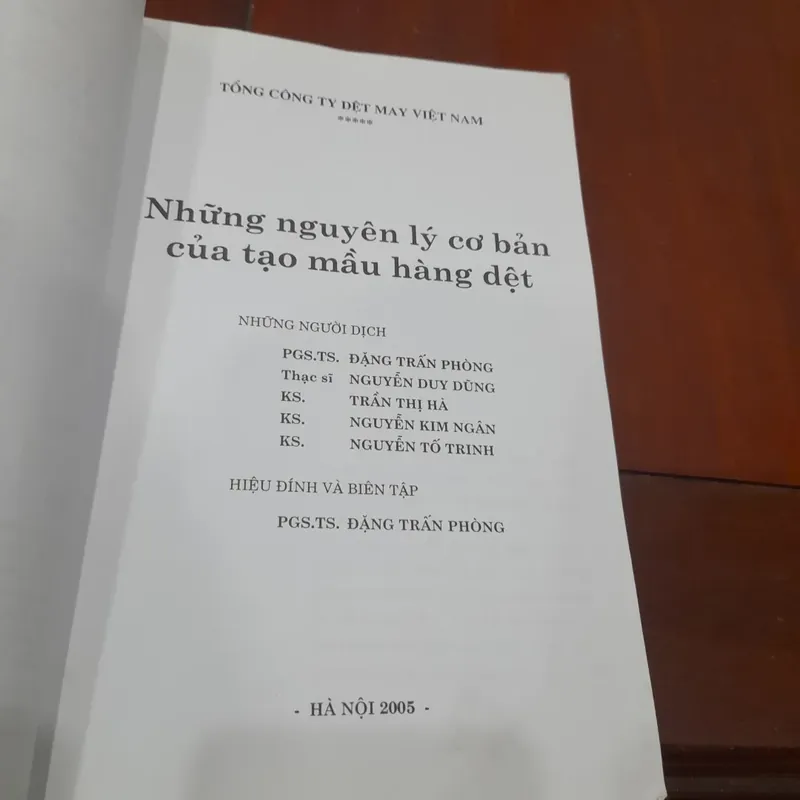 TỔNG CÔNG TY DỆT MAY VIỆT NAM
*****
Những nguyên lý cơ bản
của tạo mầu hàng dệt
NHỮNG NGƯỜI DỊCH
PGS.TS. ĐẶNG TRẤN PHÒNG
Thạc sĩ NGUYỄN DUY DŨNG
KS. TRẦN THỊ HÀ
KS. NGUYỄN KIM NGÂN
KS. NGUYỄN TỐ TRINH
HIỆU ĐÍNH VÀ BIÊN TẬP
PGS.TS. ĐẶNG TRẤN PHÒNG
- HÀ NỘI 2005 -